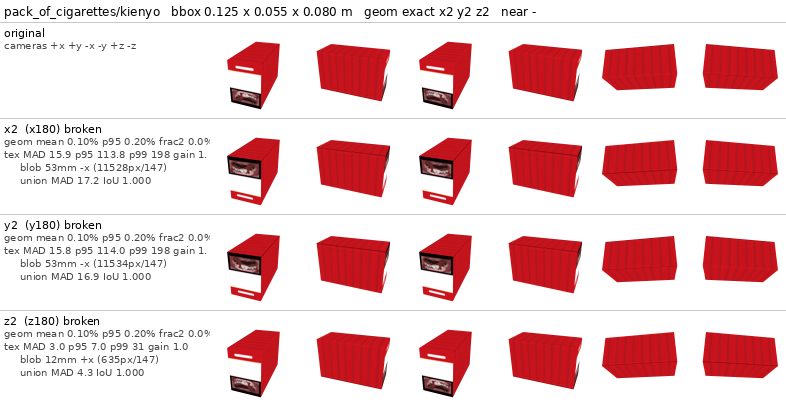 pack_of_cigarettes/kienyo   bbox 0.125 x 0.055 x 0.080 m   geom exact x2 y2 z2   near -
original
cameras +x +y -x -y +z -z
x2  (x180) broken
geom mean 0.10% p95 0.20% frac2 0.0%
tex MAD 15.9 p95 113.8 p99 198 gain 1.
blob 53mm -x (11528px/147)
union MAD 17.2 IoU 1.000
y2  (y180) broken
geom mean 0.10% p95 0.20% frac2 0.0%
tex MAD 15.8 p95 114.0 p99 198 gain 1.
blob 53mm -x (11534px/147)
union MAD 16.9 IoU 1.000
z2  (z180) broken
geom mean 0.10% p95 0.20% frac2 0.0%
tex MAD 3.0 p95 7.0 p99 31 gain 1.0
blob 12mm +x (635px/147)
union MAD 4.3 IoU 1.000